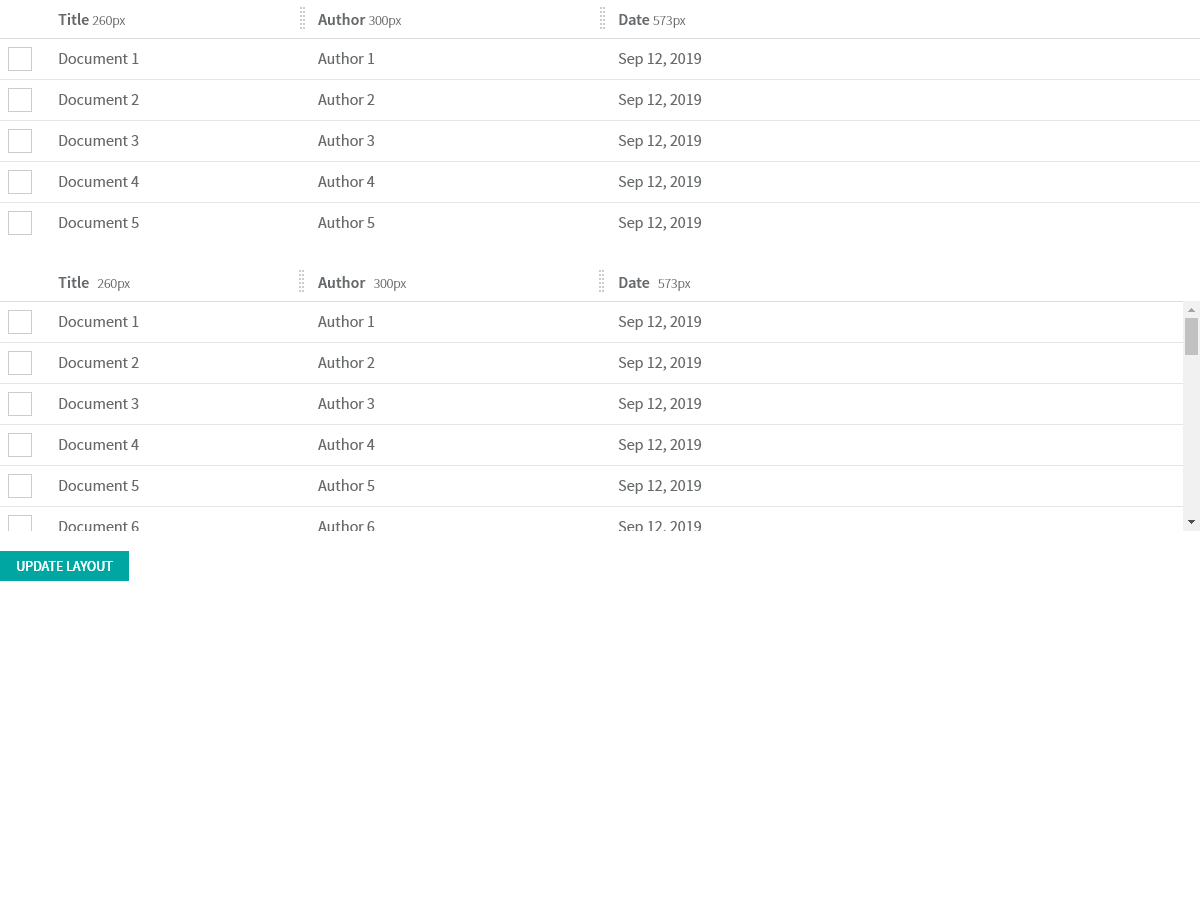 Title 260px Author 300px Date 573px
Document 1 Author 1 Sep 12, 2019
Document 2 Author 2 Sep 12, 2019
Document 3 Author 3 Sep 12, 2019
Document 4 Author 4 Sep 12, 2019
Document 5 Author 5 Sep 12, 2019
Title 260px Author 300px Date 573px
Document 1 Author 1 Sep 12, 2019
Document 2 Author 2 Sep 12, 2019
Document 3 Author 3 Sep 12, 2019
Document 4 Author 4 Sep 12, 2019
Document 5 Author 5 Sep 12, 2019
Document 6 Author 6 Sep 12, 2019
UPDATE LAYOUT